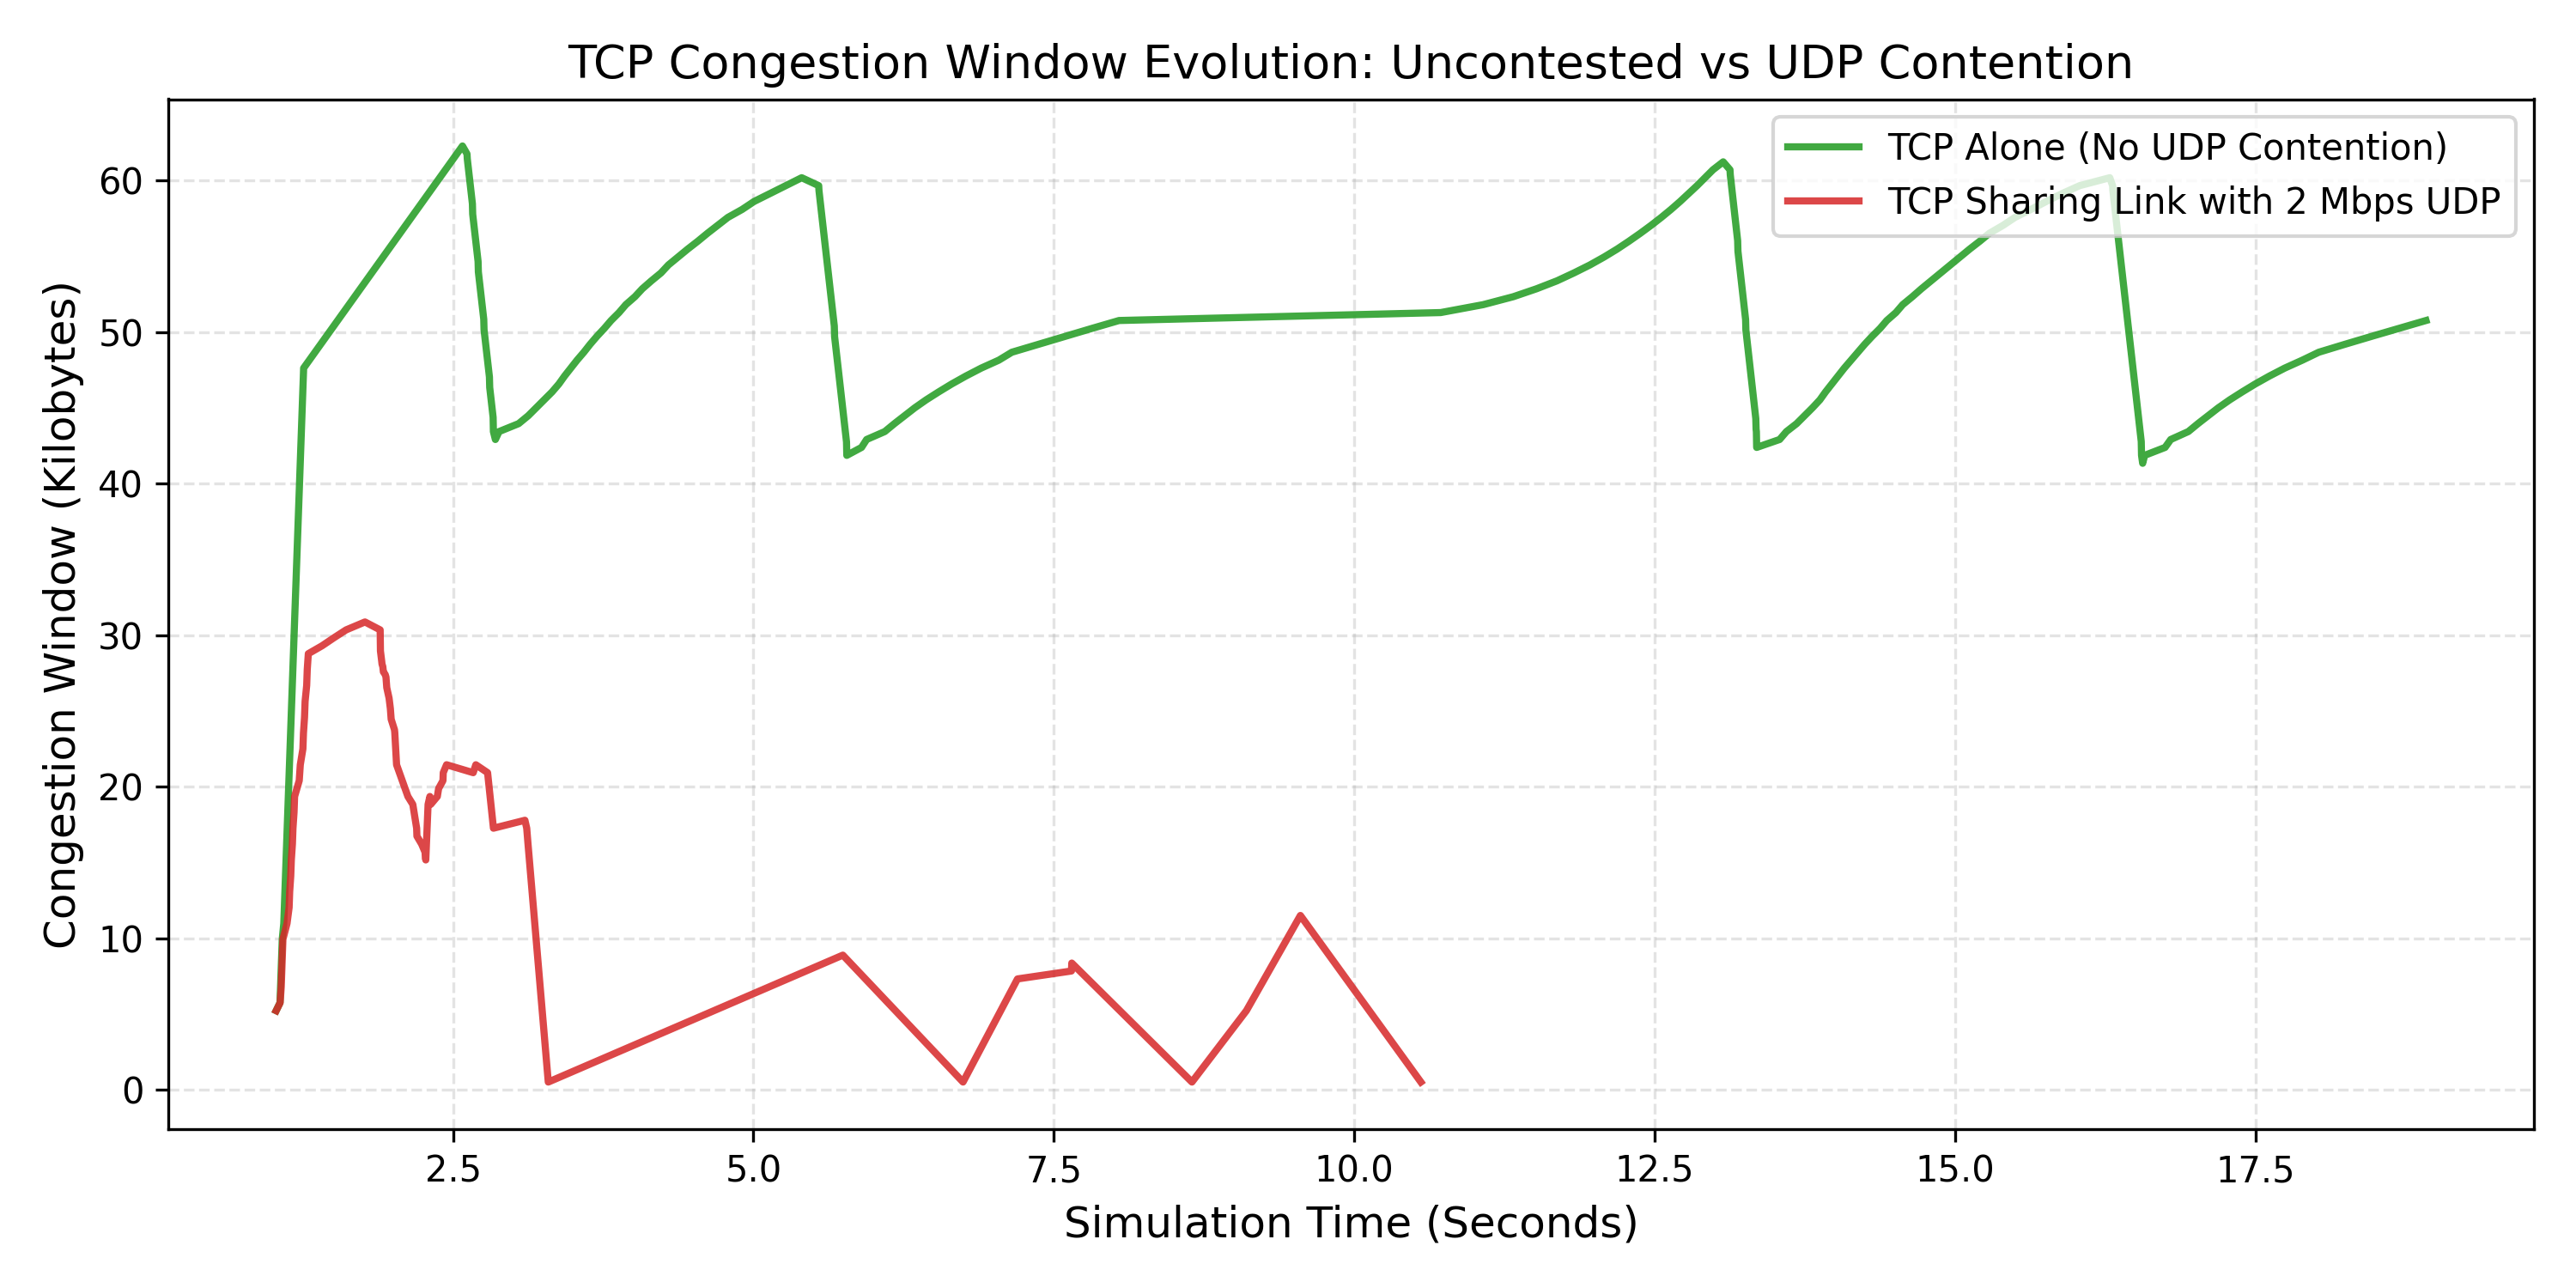 TCP Congestion Window Evolution: Uncontested vs UDP Contention
TCP Alone (No UDP Contention)
TCP Sharing Link with 2 Mbps UDP
Congestion Window (Kilobytes)
60
50
40
30
20
10
0
2.5 5.0 7.5 10.0 12.5 15.0 17.5
Simulation Time (Seconds)